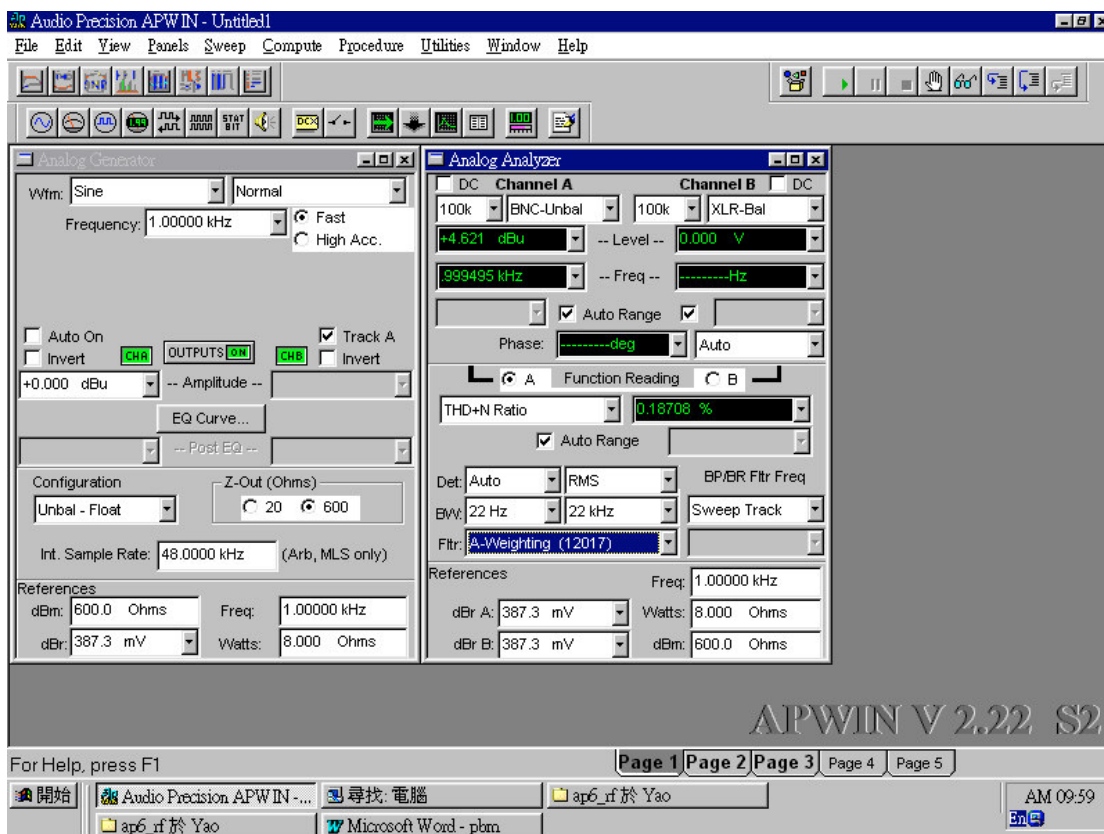 Audio Precision APWIN - Untitled1
File Edit View Panels Sweep Compute Procedure Utilities Window Help
STAT
BIT
DCX
Analog Generator
Wfm: Sine Normal
Frequency: 1.00000 kHz Fast
High Acc.
Auto On Track A
Invert CHA OUTPUTS ON CHB Invert
+0.000 dBu -- Amplitude --
EQ Curve...
-- Post EQ --
Configuration Z-Out (Ohms)
Unbal - Float 20 600
Int. Sample Rate: 48.0000 kHz (Arb, MLS only)
References
dBm: 600.0 Ohms Freq: 1.00000 kHz
dBr: 387.3 mV Watts: 8.000 Ohms
Analog Analyzer
DC Channel A Channel B DC
100k BNC-Unbal 100k XLR-Bal
+4.621 dBu -- Level -- 0.000 V
.999495 kHz -- Freq -- ---------Hz
Auto Range
Phase: ---------deg Auto
A Function Reading B
THD+N Ratio 0.18708 %
Auto Range
Det: Auto RMS BP/BR Fltr Freq
BW: 22 Hz 22 kHz Sweep Track
Fltr: A-Weighting (12017)
References Freq: 1.00000 kHz
dBr A: 387.3 mV Watts: 8.000 Ohms
dBr B: 387.3 mV dBm: 600.0 Ohms
APWIN V 2.22 S2
For Help, press F1 Page 1 Page 2 Page 3 Page 4 Page 5
開始 Audio Precision APWIN -... 尋找: 電腦 ap6_rf 於 Yao AM 09:59
ap6_rf 於 Yao Microsoft Word - pbm En